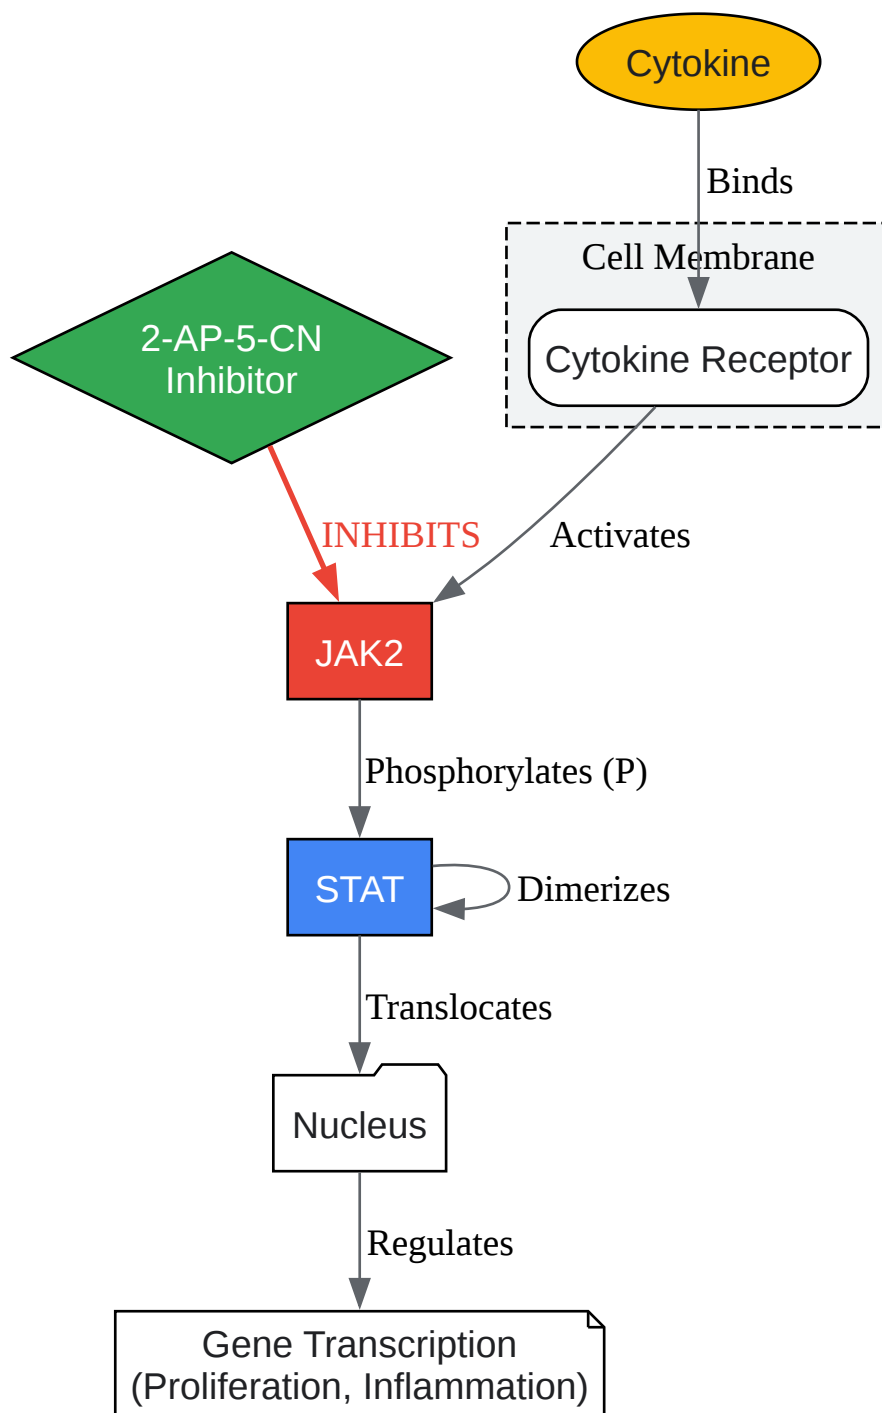 Cytokine
Binds
Cell Membrane
Cytokine Receptor
2-AP-5-CN
Inhibitor
INHIBITS
Activates
JAK2
Phosphorylates (P)
STAT
Dimerizes
Translocates
Nucleus
Regulates
Gene Transcription
(Proliferation, Inflammation)